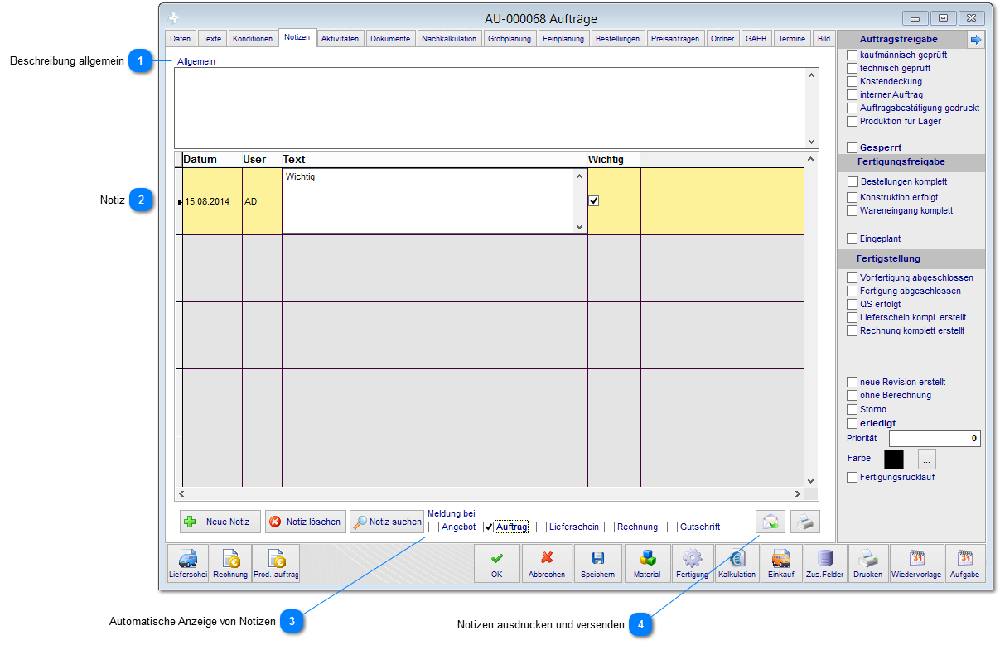 AU-000068 Aufträge
Daten Texte Konditionen Notizen Aktivitäten Dokumente Nachkalkulation Grobplanung Feinplanung Bestellungen Preisanfragen Ordner GAEB Termine Bild
Beschreibung allgemein 1
Allgemein
Datum User Text Wichtig
Notiz 2
15.08.2014 AD Wichtig
Neue Notiz Notiz löschen Notiz suchen
Meldung bei
Angebot Auftrag Lieferschein Rechnung Gutschrift
Auftragsfreigabe
kaufmännisch geprüft
technisch geprüft
Kostendeckung
interner Auftrag
Auftragsbestätigung gedruckt
Produktion für Lager
Gesperrt
Fertigungsfreigabe
Bestellungen komplett
Konstruktion erfolgt
Wareneingang komplett
Eingeplant
Fertigstellung
Vorfertigung abgeschlossen
Fertigung abgeschlossen
QS erfolgt
Lieferschein kompl. erstellt
Rechnung komplett erstellt
neue Revision erstellt
ohne Berechnung
Storno
erledigt
Priorität 0
Farbe ...
Fertigungsrücklauf
Lieferschei Rechnung Prod.-auftrag OK Abbrechen Speichern Material Fertigung Kalkulation Einkauf Zus.Felder Drucken 31 Wiedervorlage 31 Aufgabe
Automatische Anzeige von Notizen 3
Notizen ausdrucken und versenden 4